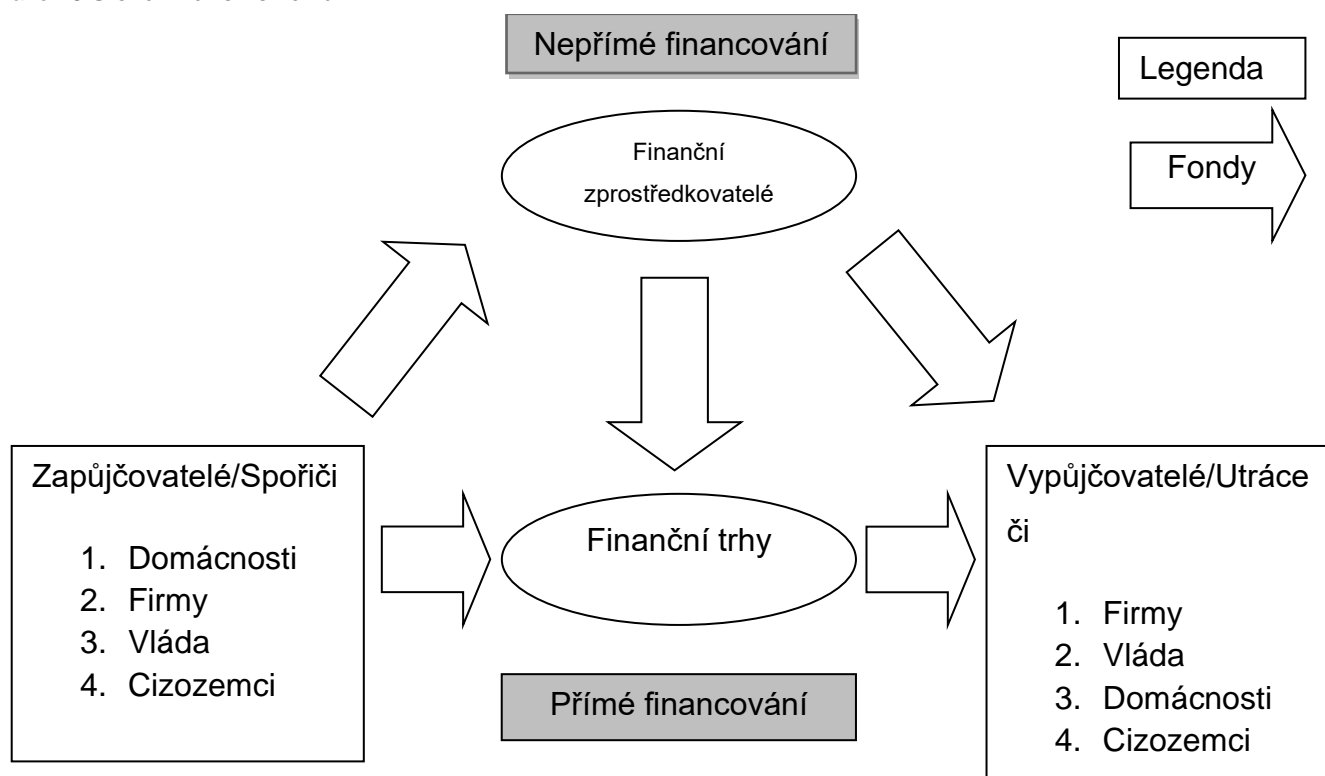 Nepřímé financování
Legenda
Finanční
zprostředkovatelé
Fondy
Zapůjčovatelé/Spořiči
1. Domácnosti
2. Firmy
3. Vláda
4. Cizozemci
Finanční trhy
Vypůjčovatelé/Utráce
či
1. Firmy
2. Vláda
3. Domácnosti
4. Cizozemci
Přímé financování